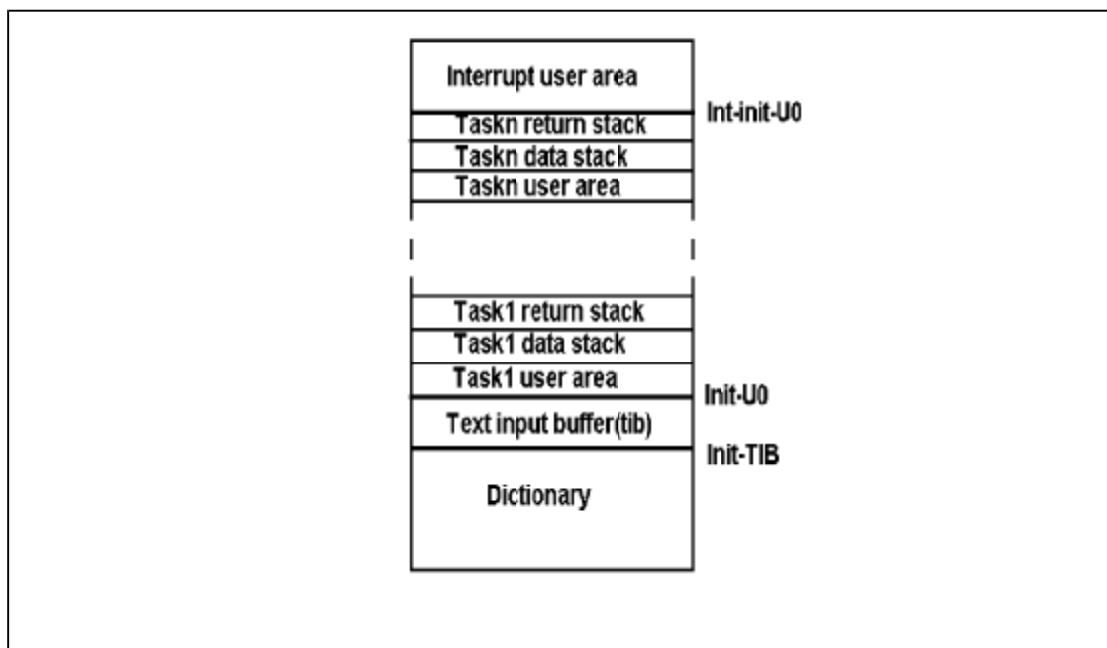 Interrupt user area
Int-init-U0
Taskn return stack
Taskn data stack
Taskn user area
Task1 return stack
Task1 data stack
Task1 user area
Init-U0
Text input buffer(tib)
Init-TIB
Dictionary